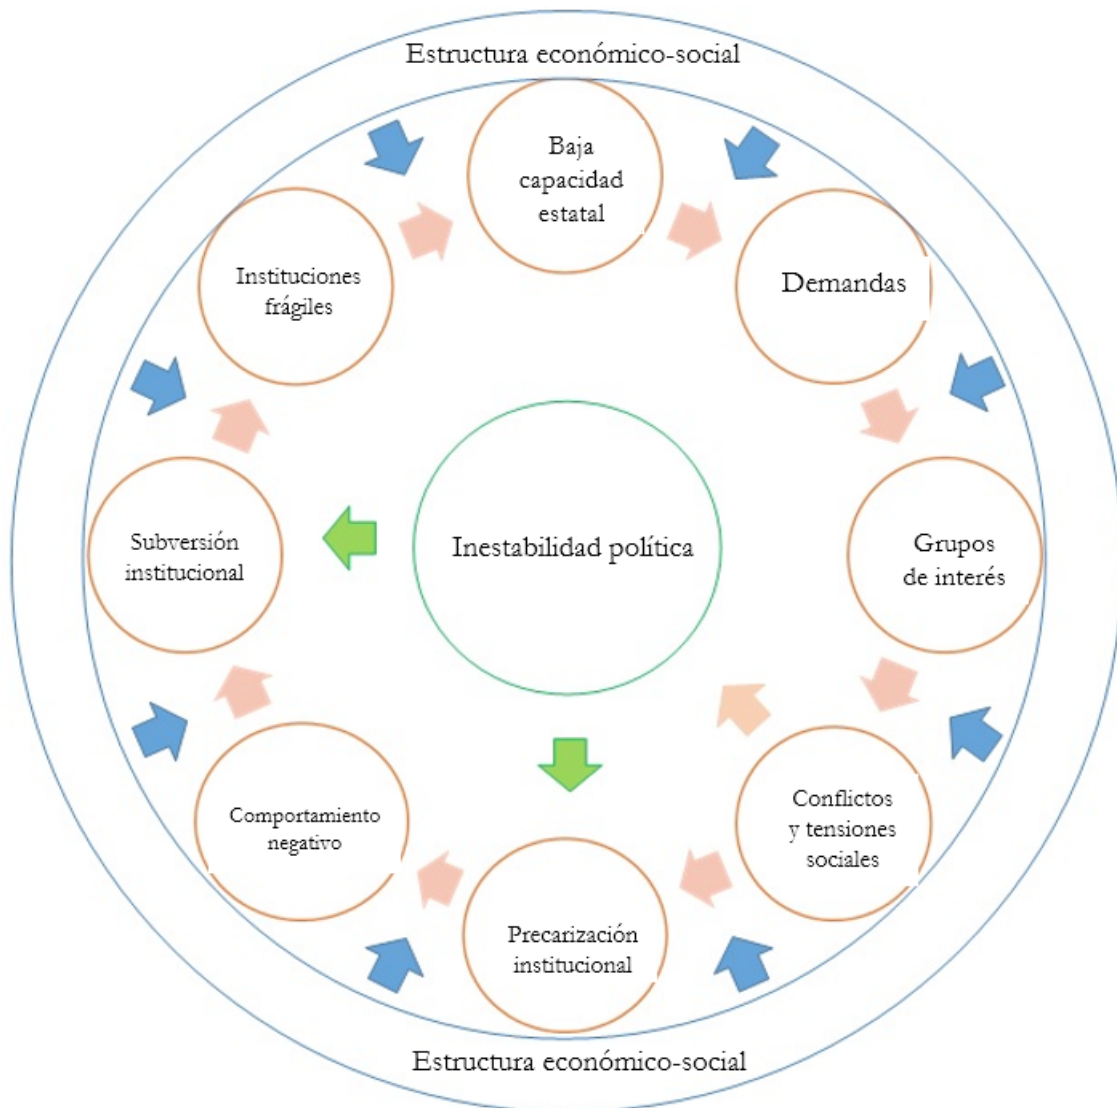 Estructura económico-social
Baja
capacidad
estatal
Instituciones
frágiles
Demandas
Subversión
institucional
Inestabilidad política
Grupos
de interés
Comportamiento
negativo
Conflictos
y tensiones
sociales
Precarización
institucional
Estructura económico-social